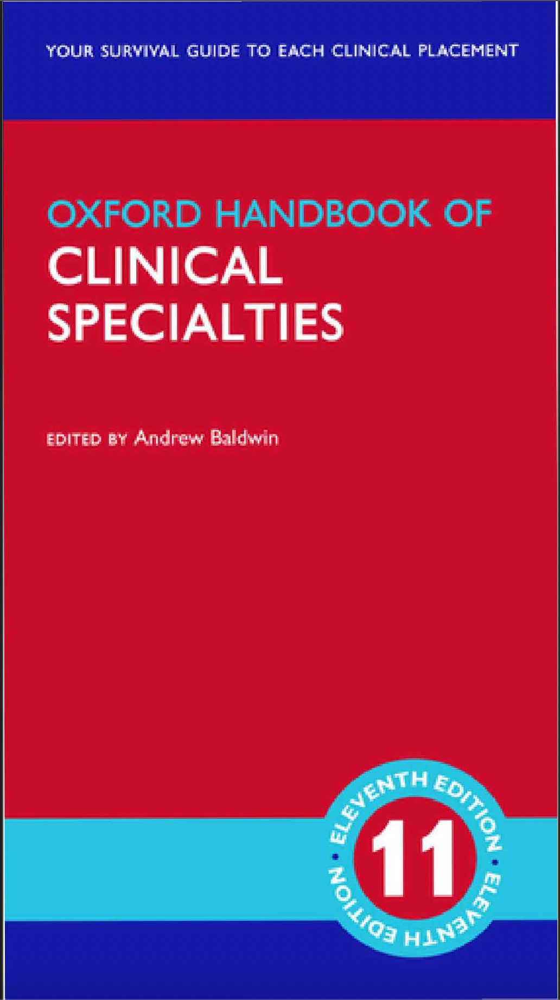 YOUR SURVIVAL GUIDE TO EACH CLINICAL PLACEMENT
OXFORD HANDBOOK OF
CLINICAL
SPECIALTIES
EDITED BY Andrew Baldwin
ELEVENTH EDITION • ELEVENTH EDITION •
11